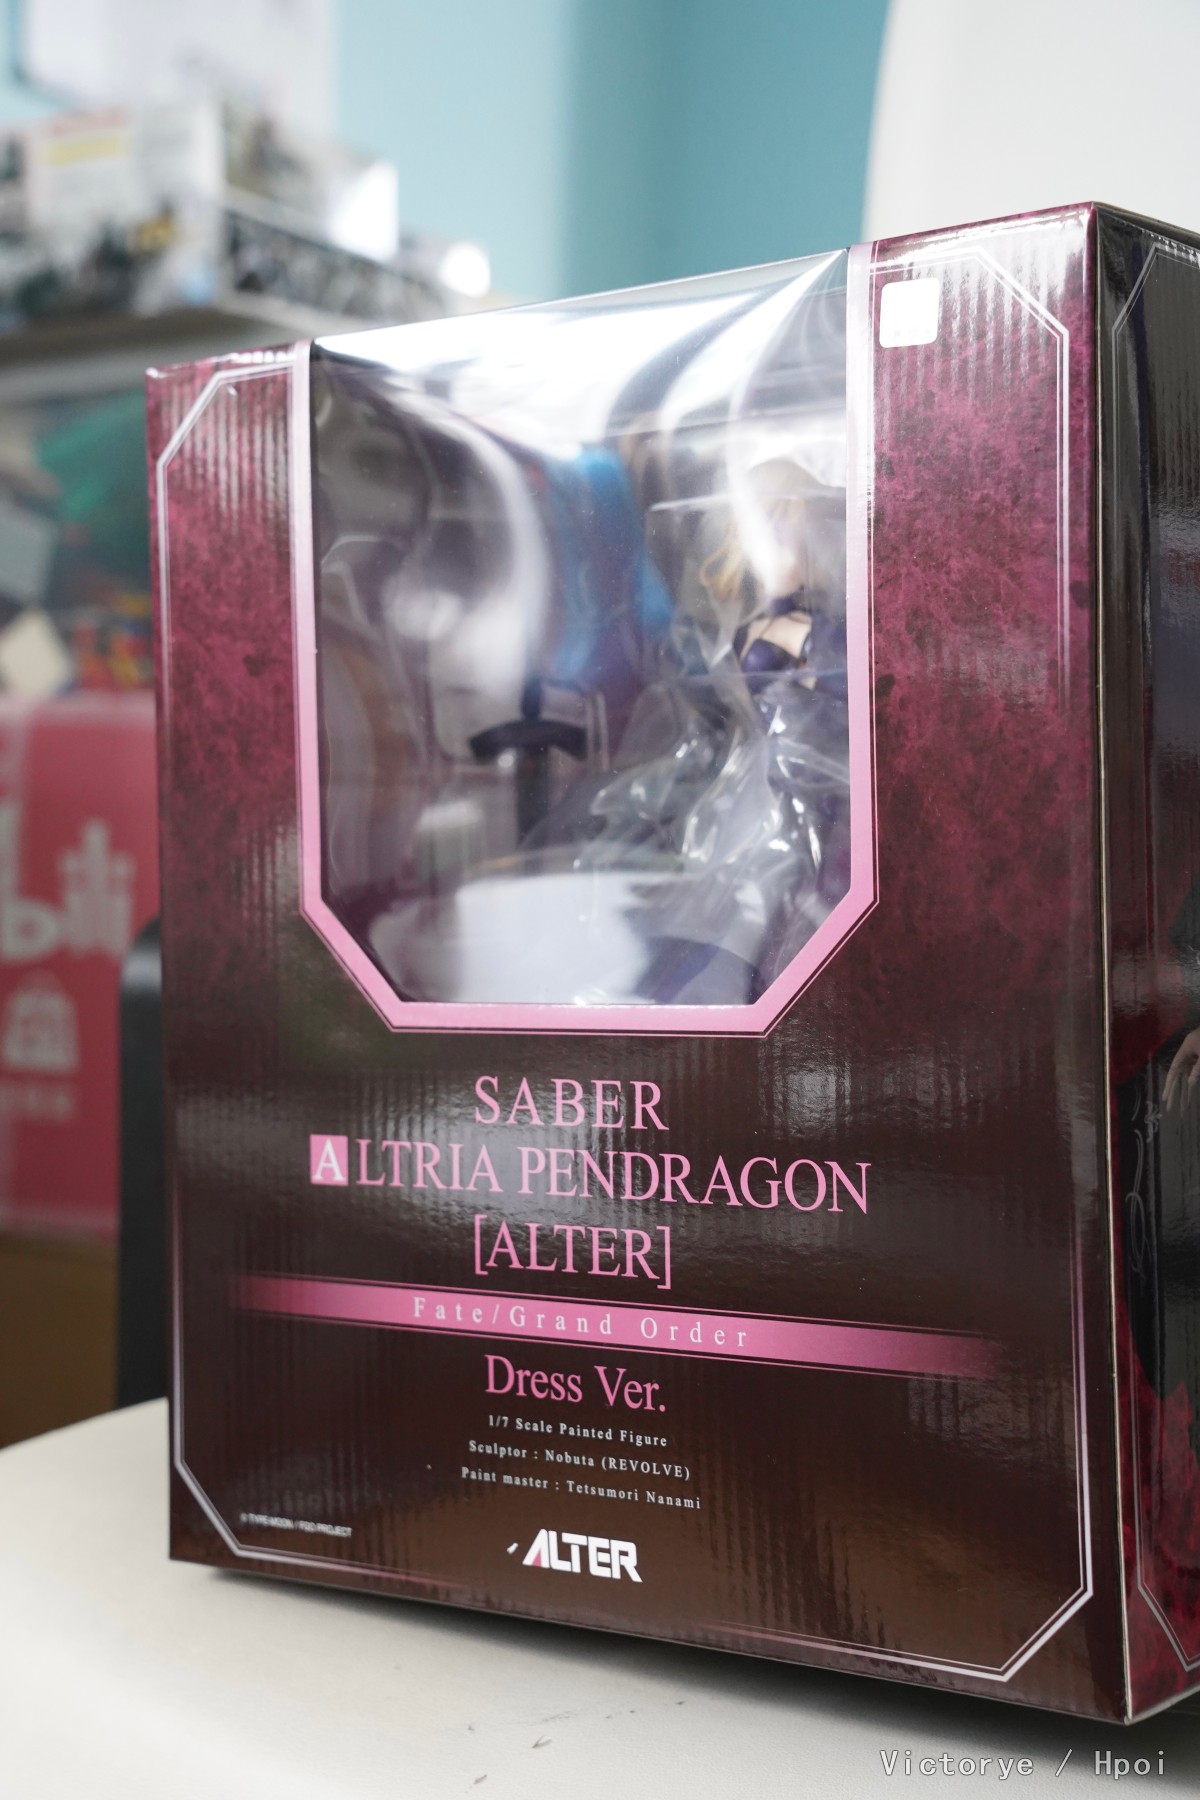 bili
SABER
ALTRIA PENDRAGON
[ALTER]
Fate/Grand Order
Dress Ver.
1/7 Scale Painted Figure
Sculptor : Nobuta (REVOLVE)
Paint master : Tetsumori Nanami
© TYPE-MOON / FGO PROJECT
ALTER
Victorye / Hpoi